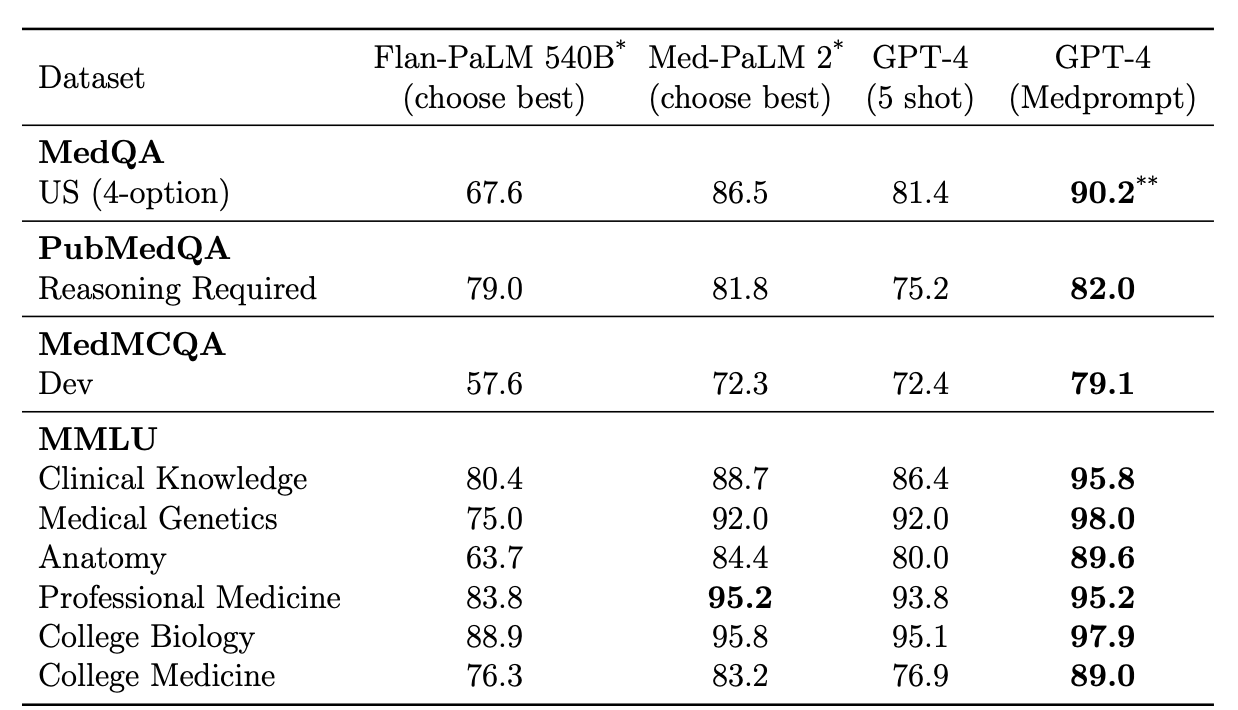 Dataset Flan-PaLM 540B* Med-PaLM 2* GPT-4 GPT-4
(choose best) (choose best) (5 shot) (Medprompt)
MedQA
US (4-option) 67.6 86.5 81.4 90.2**
PubMedQA
Reasoning Required 79.0 81.8 75.2 82.0
MedMCQA
Dev 57.6 72.3 72.4 79.1
MMLU
Clinical Knowledge 80.4 88.7 86.4 95.8
Medical Genetics 75.0 92.0 92.0 98.0
Anatomy 63.7 84.4 80.0 89.6
Professional Medicine 83.8 95.2 93.8 95.2
College Biology 88.9 95.8 95.1 97.9
College Medicine 76.3 83.2 76.9 89.0